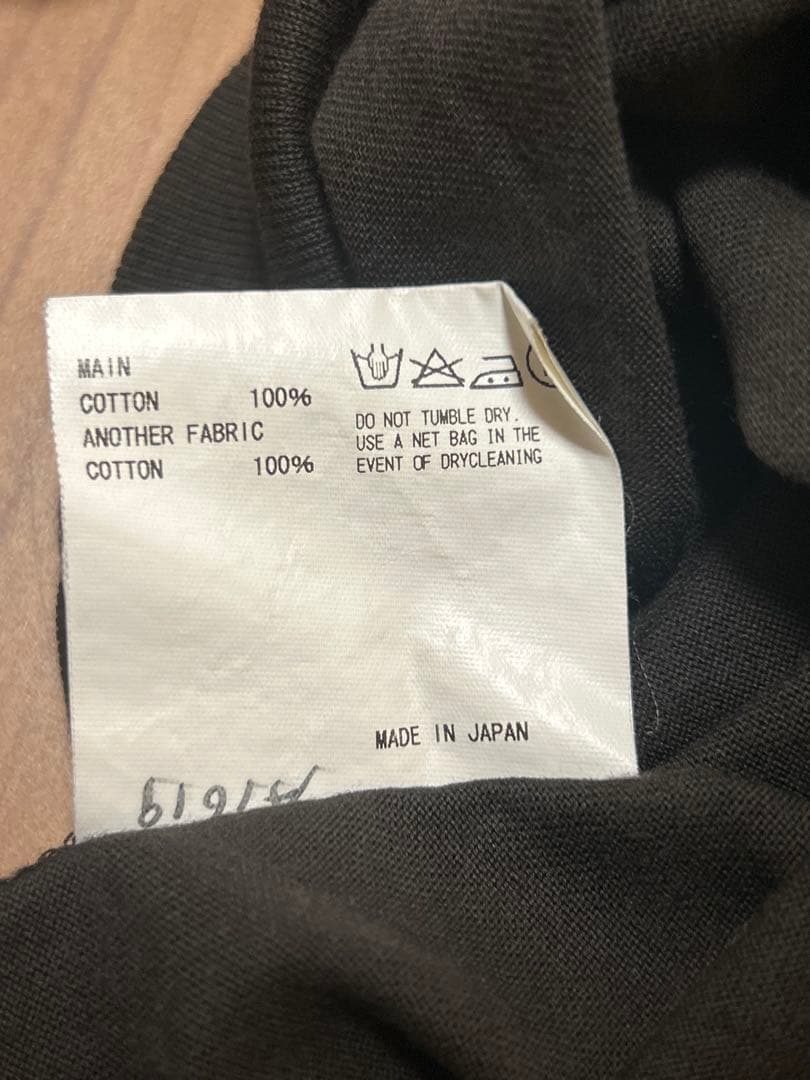 MAIN
COTTON 100%
ANOTHER FABRIC
COTTON 100%
DO NOT TUMBLE DRY.
USE A NET BAG IN THE
EVENT OF DRYCLEANING
MADE IN JAPAN